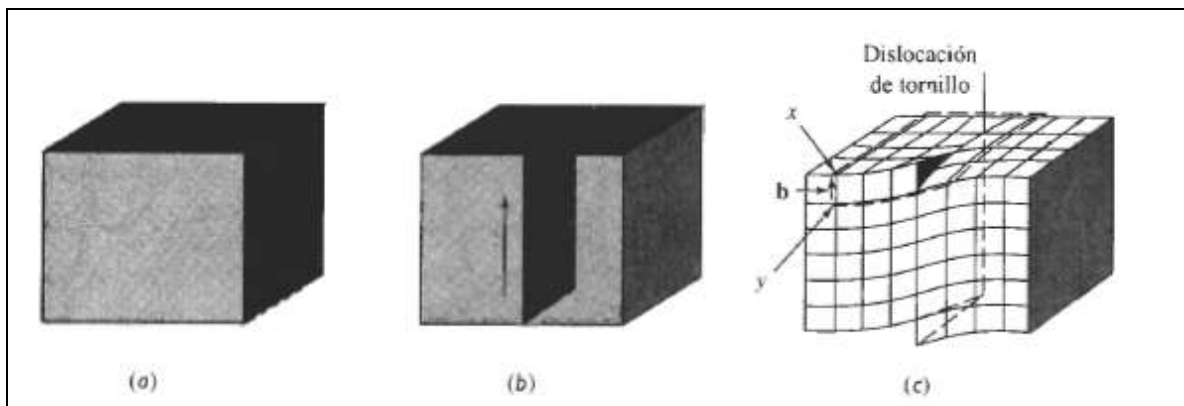 Dislocación
de tornillo
x
b
y
(a)
(b)
(c)